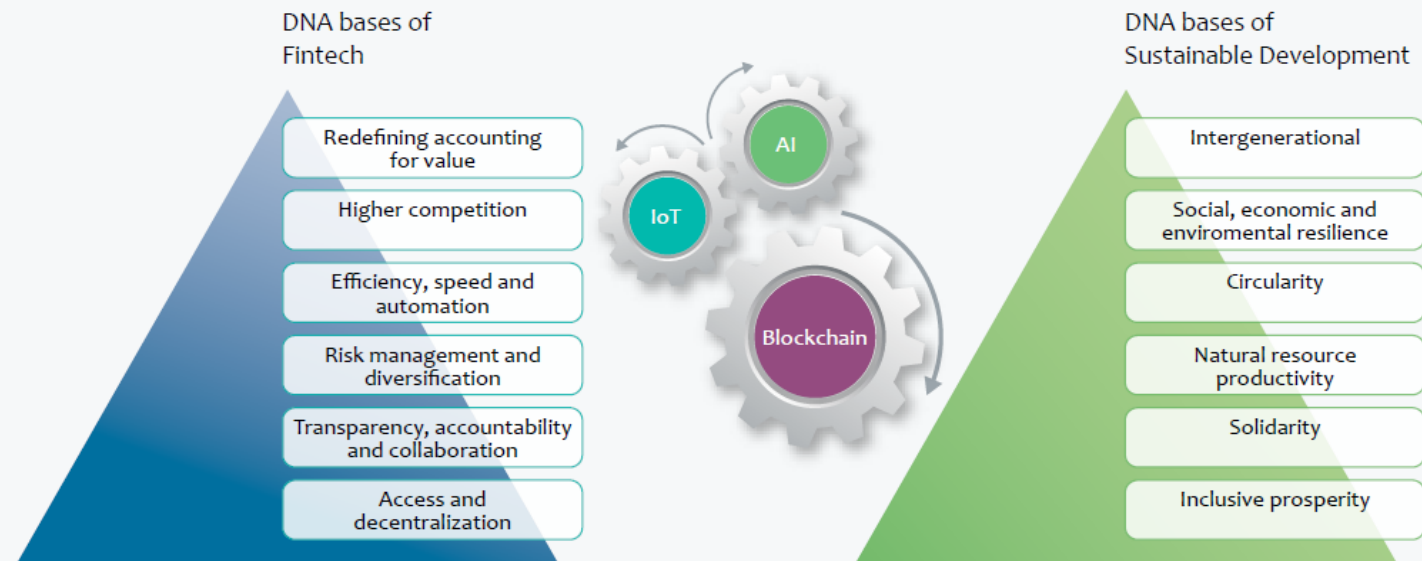 DNA bases of
Fintech
Redefining accounting
for value
Higher competition
Efficiency, speed and
automation
Risk management and
diversification
Transparency, accountability
and collaboration
Access and
decentralization
AI
IoT
Blockchain
DNA bases of
Sustainable Development
Intergenerational
Social, economic and
enviromental resilience
Circularity
Natural resource
productivity
Solidarity
Inclusive prosperity